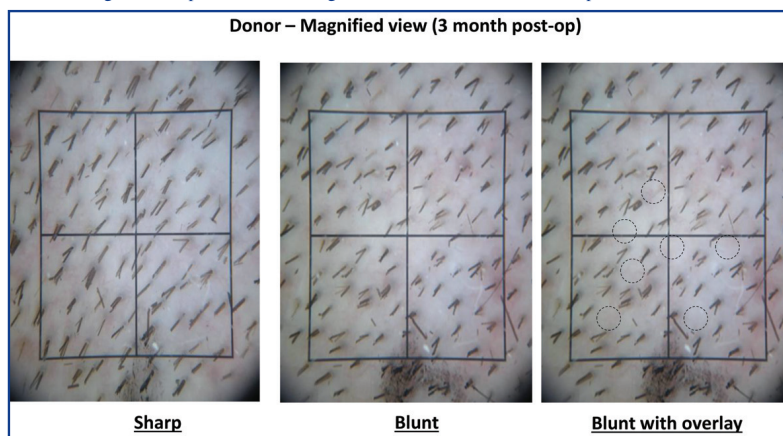 Donor – Magnified view (3 month post-op)
Sharp
Blunt
Blunt with overlay